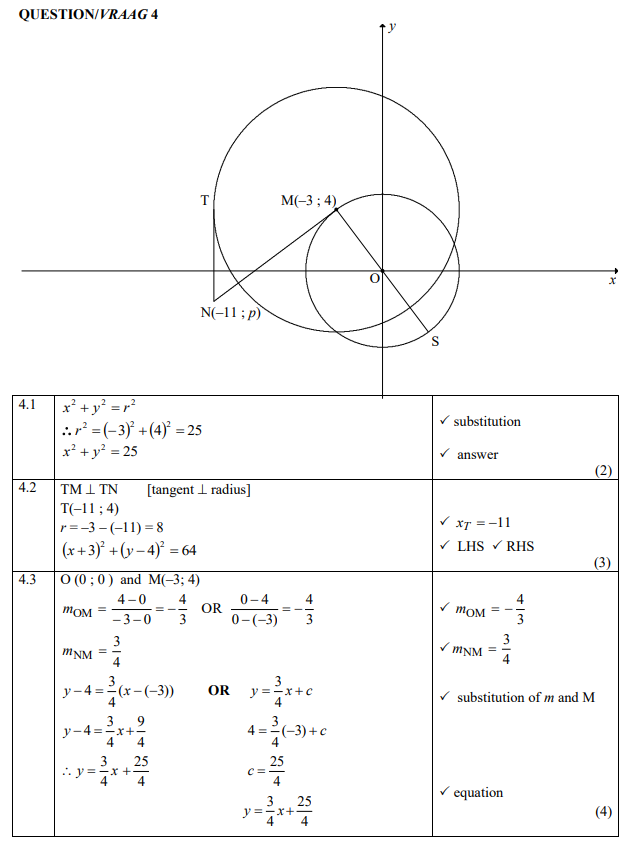 QUESTION/VRAAG 4
y
T
M(–3 ; 4)
O
x
N(–11 ; p)
S
4.1
x² + y² = r²
∴ r² = (–3)² + (4)² = 25
x² + y² = 25
✓ substitution
✓ answer
(2)
4.2
TM ⊥ TN [tangent ⊥ radius]
T(–11 ; 4)
r = –3 – (–11) = 8
(x + 3)² + (y – 4)² = 64
✓ x_T = –11
✓ LHS ✓ RHS
(3)
4.3
O (0 ; 0 ) and M(–3; 4)
m_OM = (4 – 0)/(–3 – 0) = –4/3 OR (0 – 4)/(0 – (–3)) = –4/3
m_NM = 3/4
y – 4 = 3/4(x – (–3)) OR y = 3/4x + c
y – 4 = 3/4x + 9/4 4 = 3/4(–3) + c
∴ y = 3/4x + 25/4 c = 25/4
y = 3/4x + 25/4
✓ m_OM = –4/3
✓ m_NM = 3/4
✓ substitution of m and M
✓ equation
(4)